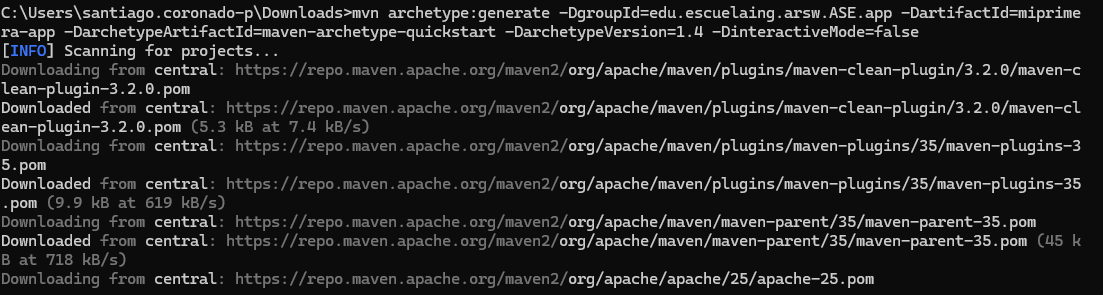 C:\Users\santiago.coronado-p\Downloads>mvn archetype:generate -DgroupId=edu.escuelaing.arsw.ASE.app -DartifactId=miprime
ra-app -DarchetypeArtifactId=maven-archetype-quickstart -DarchetypeVersion=1.4 -DinteractiveMode=false
[INFO] Scanning for projects...
Downloading from central: https://repo.maven.apache.org/maven2/org/apache/maven/plugins/maven-clean-plugin/3.2.0/maven-c
lean-plugin-3.2.0.pom
Downloaded from central: https://repo.maven.apache.org/maven2/org/apache/maven/plugins/maven-clean-plugin/3.2.0/maven-cl
ean-plugin-3.2.0.pom (5.3 kB at 7.4 kB/s)
Downloading from central: https://repo.maven.apache.org/maven2/org/apache/maven/plugins/maven-plugins/35/maven-plugins-3
5.pom
Downloaded from central: https://repo.maven.apache.org/maven2/org/apache/maven/plugins/maven-plugins/35/maven-plugins-35
.pom (9.9 kB at 619 kB/s)
Downloading from central: https://repo.maven.apache.org/maven2/org/apache/maven/maven-parent/35/maven-parent-35.pom
Downloaded from central: https://repo.maven.apache.org/maven2/org/apache/maven/maven-parent/35/maven-parent-35.pom (45 k
B at 718 kB/s)
Downloading from central: https://repo.maven.apache.org/maven2/org/apache/apache/25/apache-25.pom